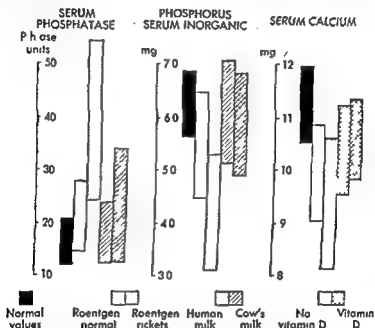 SERUM
PHOSPHATASE
Phase
units
50
40
30
20
10
PHOSPHORUS
SERUM INORGANIC
mg
70
60
50
40
30
SERUM CALCIUM
mg
12
11
10
9
8
Normal
values
Roentgen
normal
Roentgen
rickets
Human
milk
Cow's
milk
No
vitamin D
Vitamin
D